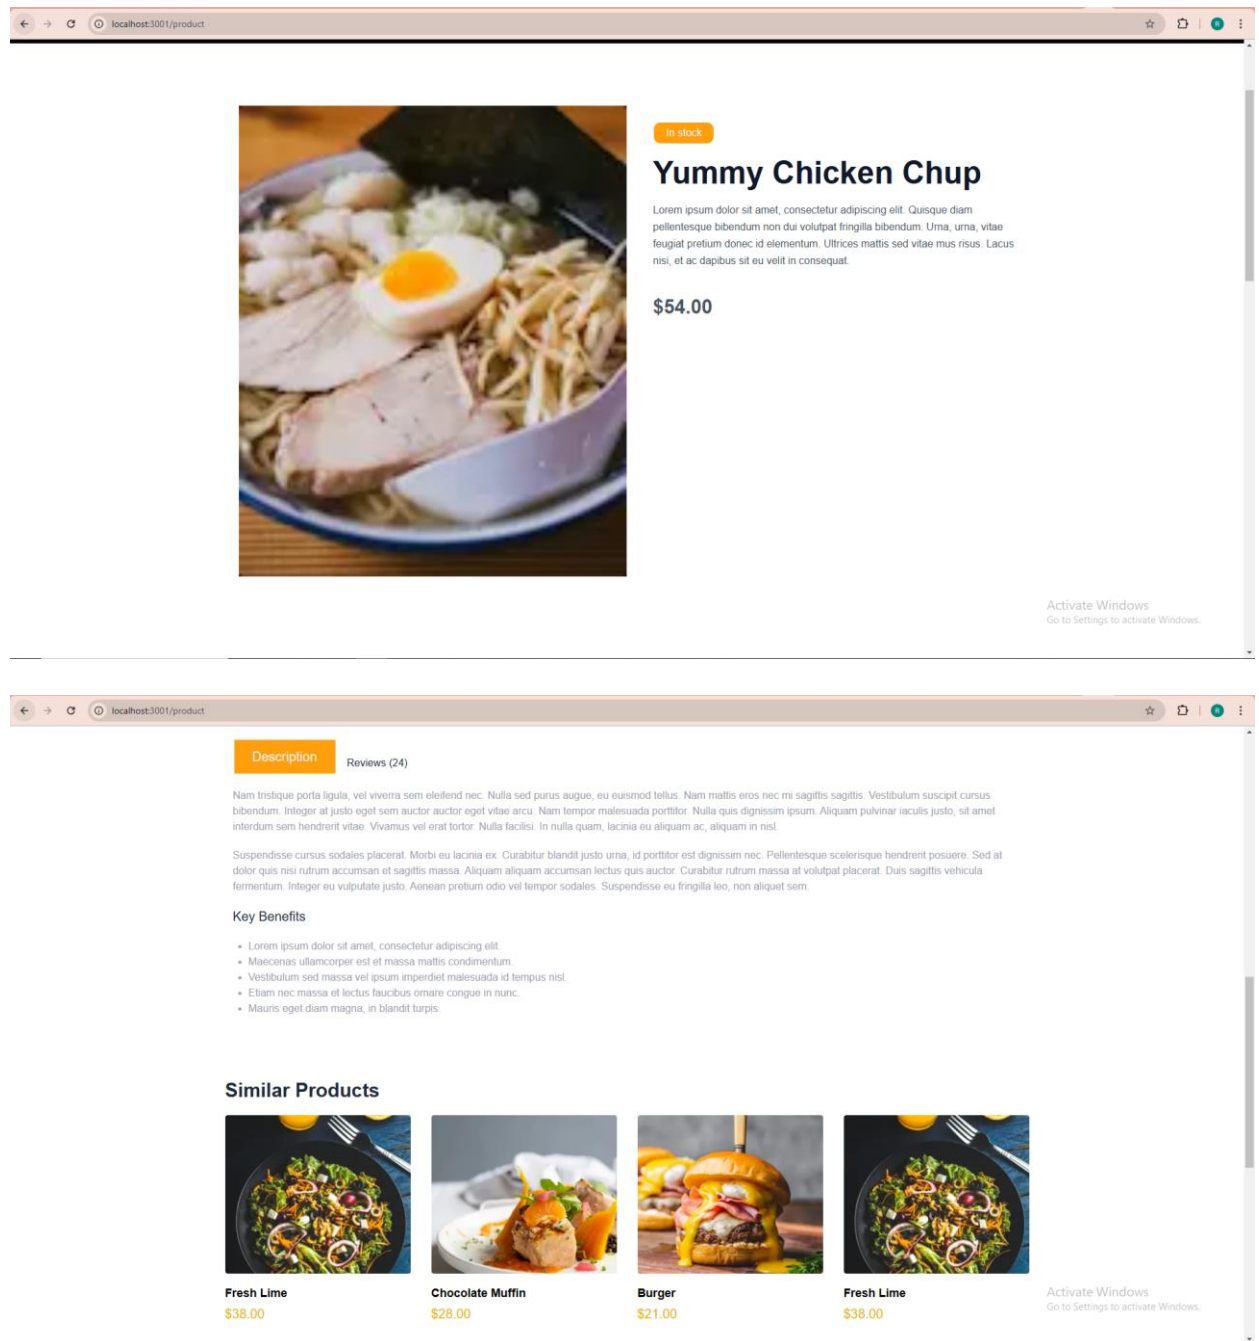 localhost:3001/product
In stock
Yummy Chicken Chup
Lorem ipsum dolor sit amet, consectetur adipiscing elit. Quisque diam
pellentesque bibendum non dui volutpat fringilla bibendum. Urna, urna, vitae
feugiat pretium donec id elementum. Ultrices mattis sed vitae mus risus. Lacus
nisi, et ac dapibus sit eu velit in consequat.
$54.00
Activate Windows
Go to Settings to activate Windows.
localhost:3001/product
Description
Reviews (24)
Nam tristique porta ligula, vel viverra sem eleifend nec. Nulla sed purus augue, eu euismod tellus. Nam mattis eros nec mi sagittis sagittis. Vestibulum suscipit cursus
bibendum. Integer at justo eget sem auctor auctor eget vitae arcu. Nam tempor malesuada porttitor. Nulla quis dignissim ipsum. Aliquam pulvinar iaculis justo, sit amet
interdum sem hendrerit vitae. Vivamus vel erat tortor. Nulla facilisi. In nulla quam, lacinia eu aliquam ac, aliquam in nisl.
Suspendisse cursus sodales placerat. Morbi eu lacinia ex. Curabitur blandit justo urna, id porttitor est dignissim nec. Pellentesque scelerisque hendrerit posuere. Sed at
dolor quis nisi rutrum accumsan et sagittis massa. Aliquam aliquam accumsan lectus quis auctor. Curabitur rutrum massa at volutpat placerat. Duis sagittis vehicula
fermentum. Integer eu vulputate justo. Aenean pretium odio vel tempor sodales. Suspendisse eu fringilla leo, non aliquet sem.
Key Benefits
Lorem ipsum dolor sit amet, consectetur adipiscing elit.
Maecenas ullamcorper est et massa mattis condimentum.
Vestibulum sed massa vel ipsum imperdiet malesuada id tempus nisl.
Etiam nec massa et lectus faucibus ornare congue in nunc.
Mauris eget diam magna, in blandit turpis.
Similar Products
Fresh Lime
$38.00
Chocolate Muffin
$28.00
Burger
$21.00
Fresh Lime
$38.00
Activate Windows
Go to Settings to activate Windows.